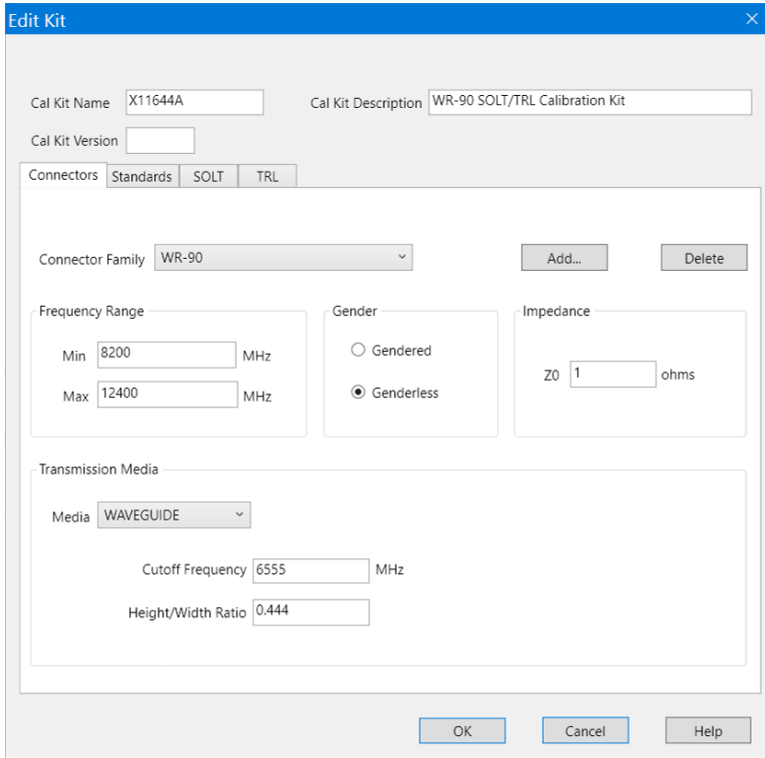 Edit Kit
Cal Kit Name X11644A Cal Kit Description WR-90 SOLT/TRL Calibration Kit
Cal Kit Version
Connectors Standards SOLT TRL
Connector Family WR-90 Add... Delete
Frequency Range Gender Impedance
Min 8200 MHz Gendered
Z0 1 ohms
Max 12400 MHz Genderless
Transmission Media
Media WAVEGUIDE
Cutoff Frequency 6555 MHz
Height/Width Ratio 0.444
OK Cancel Help